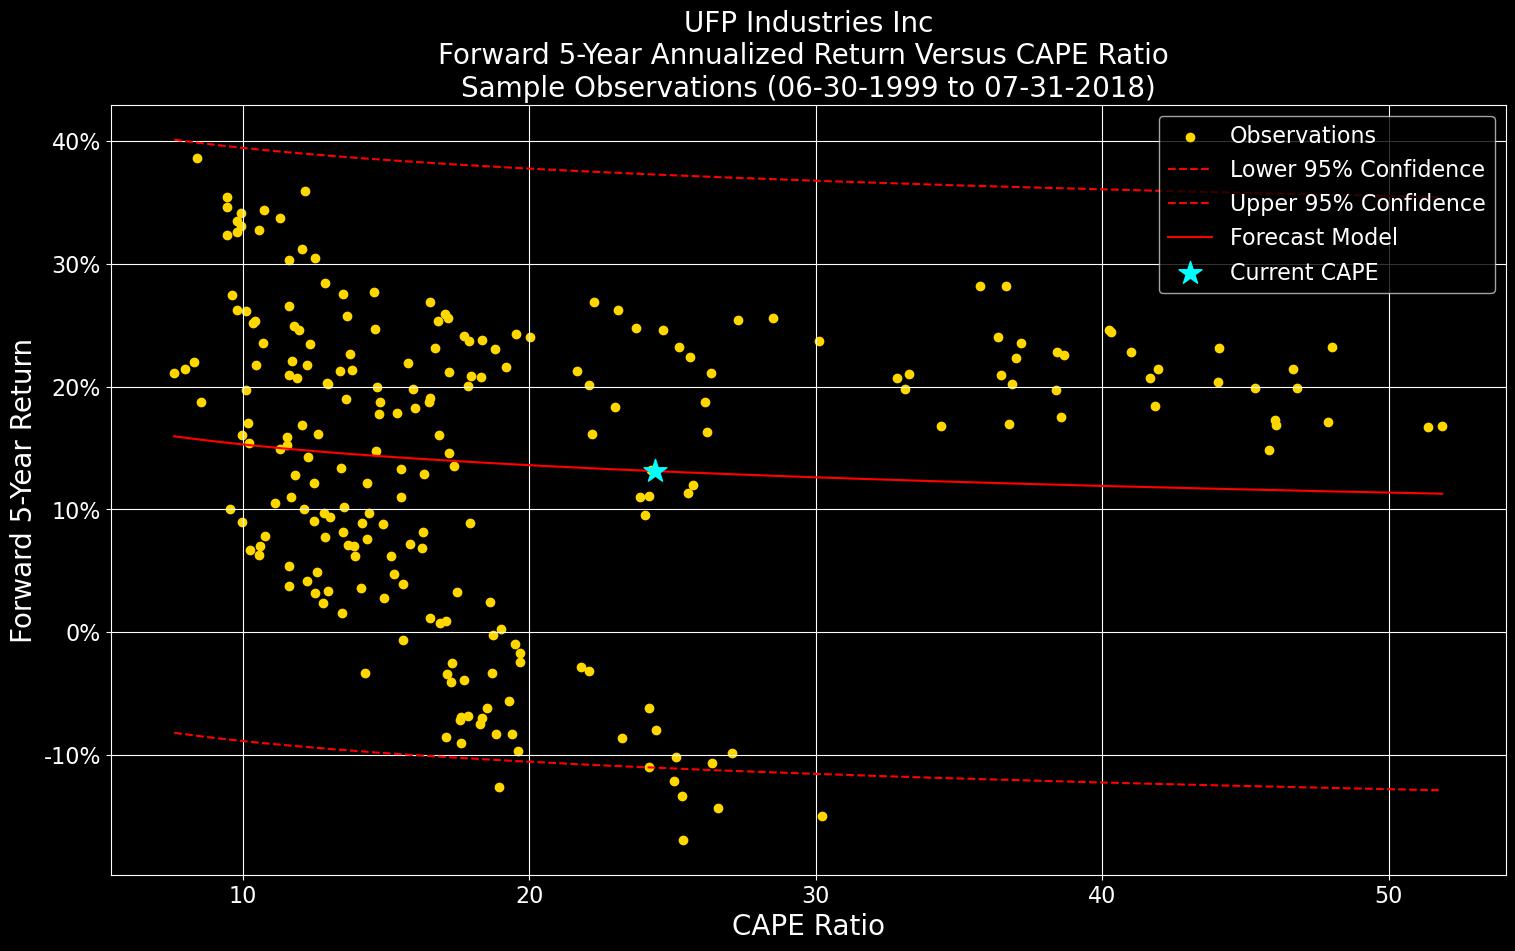 UFP Industries Inc
Forward 5-Year Annualized Return Versus CAPE Ratio
Sample Observations (06-30-1999 to 07-31-2018)
Observations
Lower 95% Confidence
Upper 95% Confidence
Forecast Model
Current CAPE
Forward 5-Year Return
40%
30%
20%
10%
0%
-10%
10 20 30 40 50
CAPE Ratio